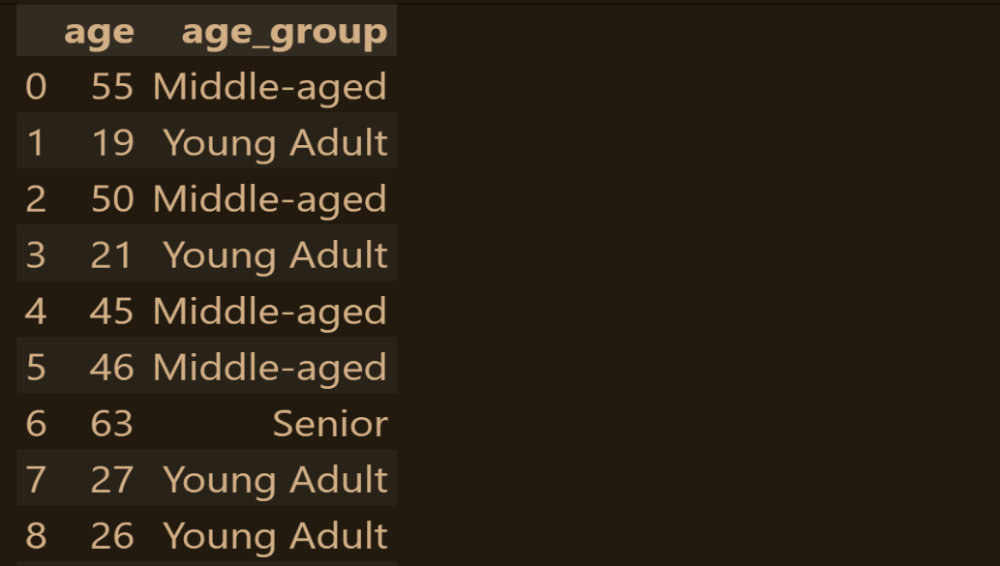 age age_group
0 55 Middle-aged
1 19 Young Adult
2 50 Middle-aged
3 21 Young Adult
4 45 Middle-aged
5 46 Middle-aged
6 63 Senior
7 27 Young Adult
8 26 Young Adult